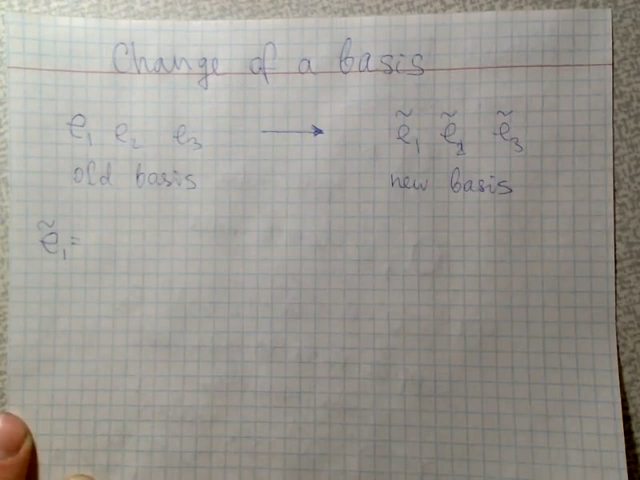 Change of a basis
e₁ e₂ e₃ ⟶ ẽ₁ ẽ₂ ẽ₃
old basis new basis
ẽ₁=